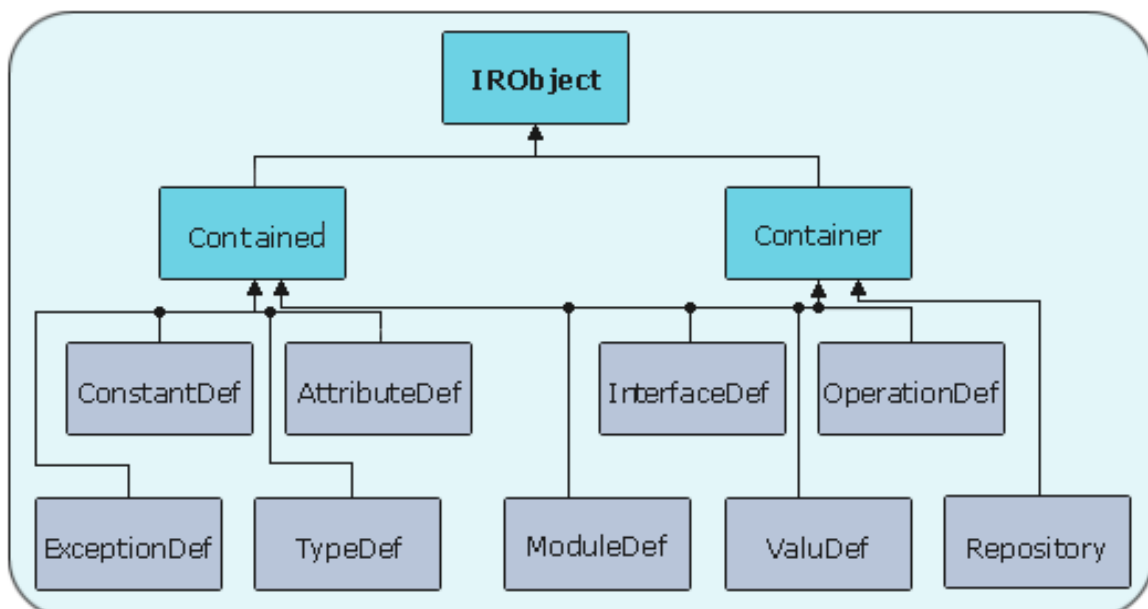 IRObject
Contained
Container
ConstantDef
AttributeDef
InterfaceDef
OperationDef
ExceptionDef
TypeDef
ModuleDef
ValuDef
Repository